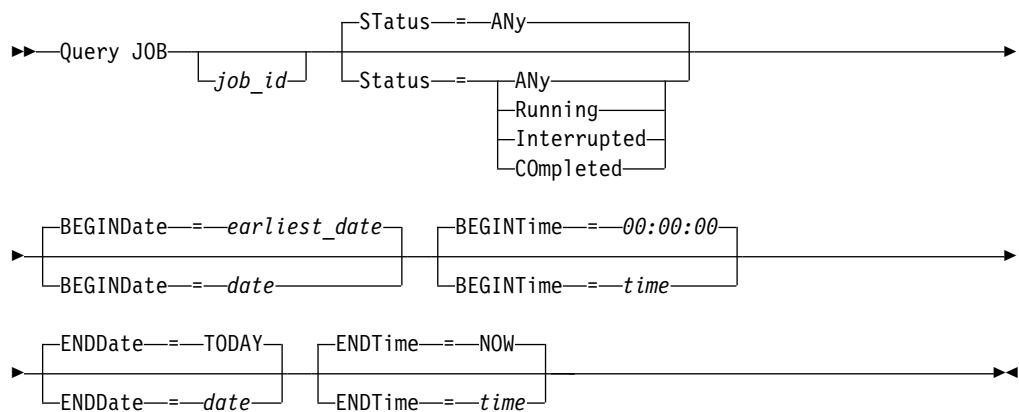 STatus = ANy
Query JOB job_id Status = ANy
Running
Interrupted
COmpleted
BEGINDate = earliest_date BEGINTime = 00:00:00
BEGINDate = date BEGINTime = time
ENDDate = TODAY ENDTime = NOW
ENDDate = date ENDTime = time